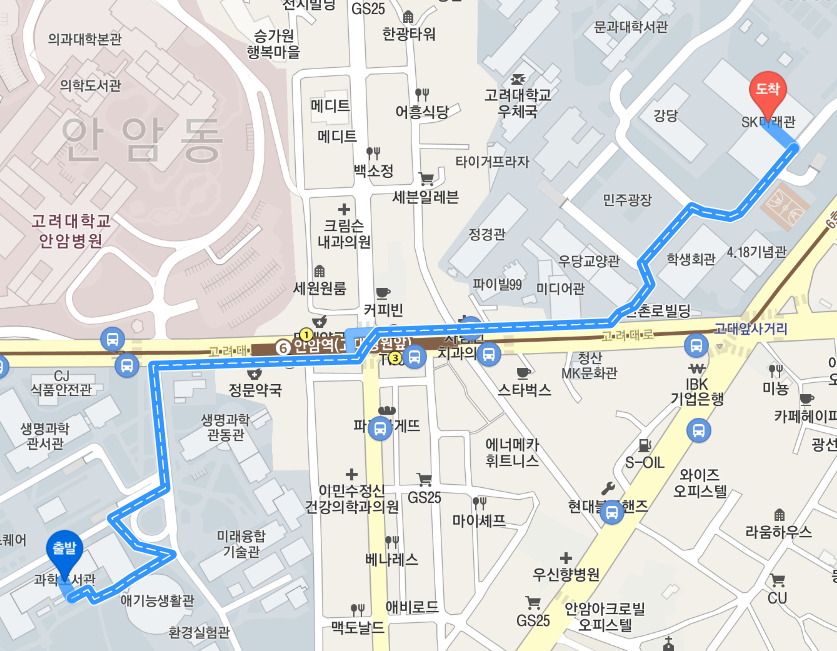 전시빌딩
GS25
승가원
행복마을
한광타워
문과대학서관
의과대학본관
의학도서관
고려대학교
우체국
도착
강당
SK미래관
메디트
메디트
어흥식당
안암동
백소정
타이거프라자
세븐일레븐
민주광장
고려대학교
안암병원
크림슨
내과의원
정경관
우당교양관
학생회관
4.18기념관
세원원룸
파이빌99
미디어관
커피빈
고려대로
고대앞사거리
1
6 안암역(고대병원앞)
3
치과의원
CJ
식품안전관
정문약국
스타벅스
청산
MK문화관
IBK
기업은행
미뇽
카페헤이파
생명과학
관서관
생명과학
관동관
에너메카
휘트니스
S-OIL
광선
이민수정신
건강의학과의원
GS25
와이즈
오피스텔
마이셰프
라움하우스
출발
미래융합
기술관
베나레스
우신향병원
애기능생활관
환경실험관
애비로드
맥도날드
GS25
안암아크로빌
오피스텔
CU